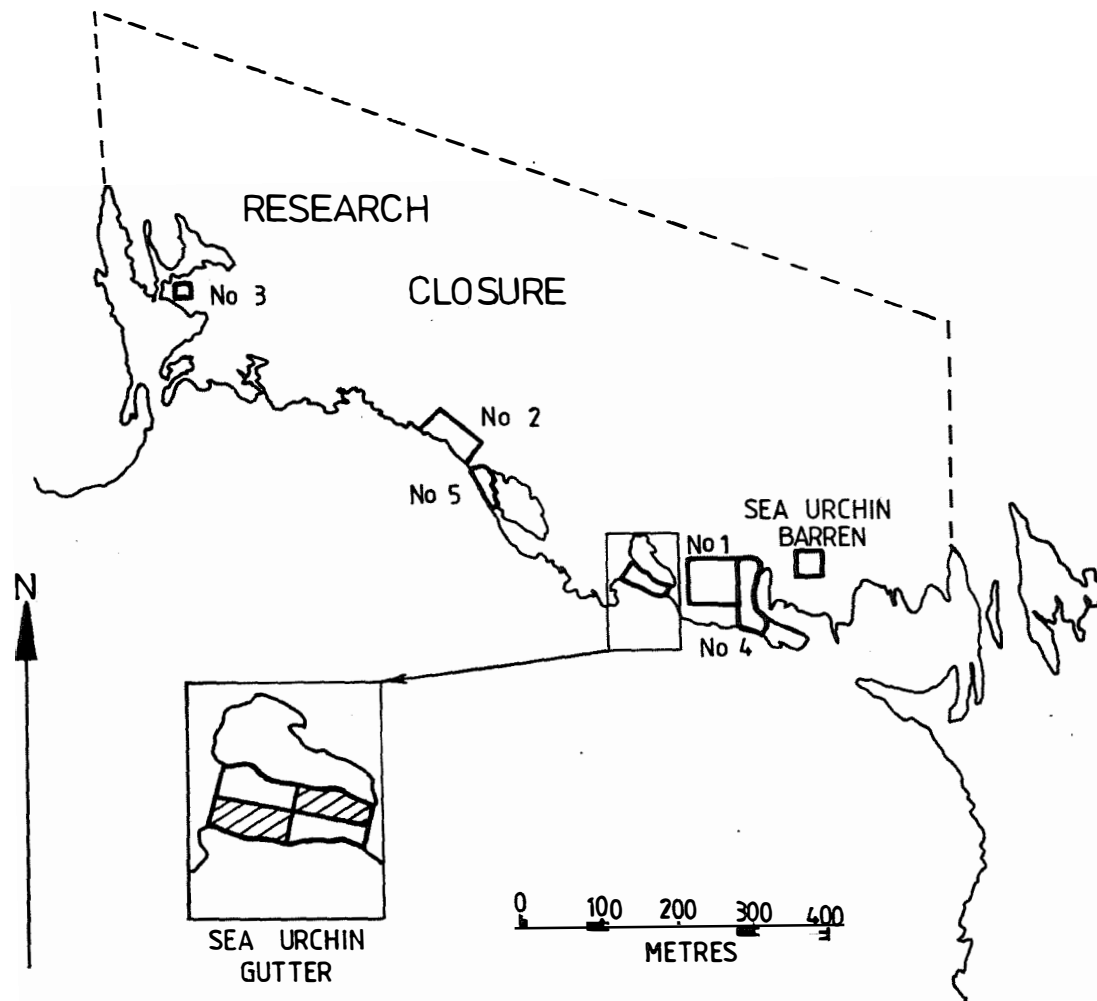 RESEARCH
CLOSURE
No 3
No 2
No 5
SEA URCHIN
BARREN
No 1
No 4
N
SEA URCHIN
GUTTER
0 100 200 300 400
METRES